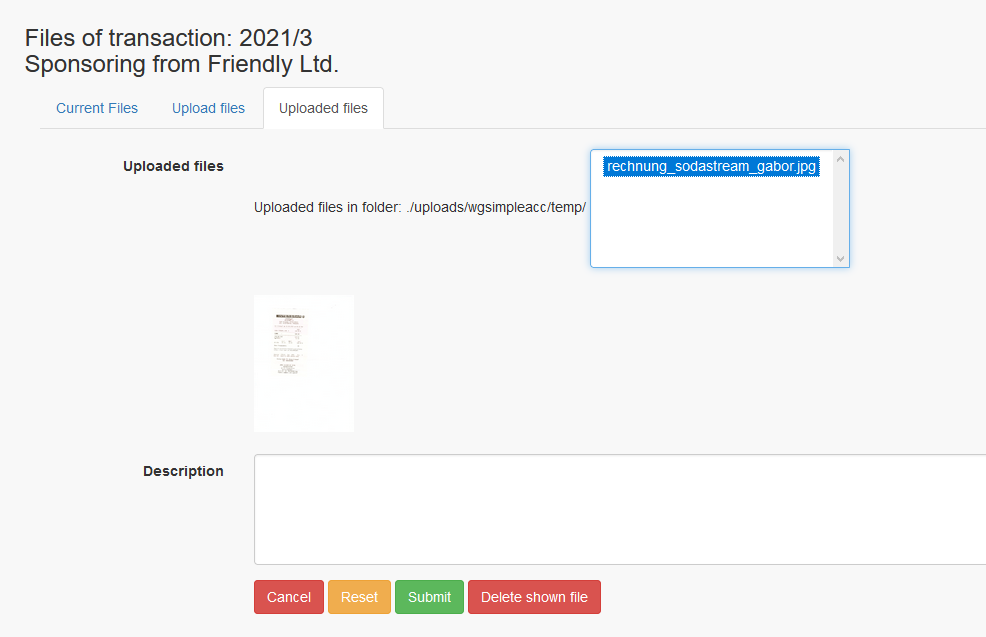 Files of transaction: 2021/3
Sponsoring from Friendly Ltd.
Current Files Upload files Uploaded files
Uploaded files
rechnung_sodastream_gabor.jpg
Uploaded files in folder: ./uploads/wgsimpleacc/temp/
Description
Cancel Reset Submit Delete shown file